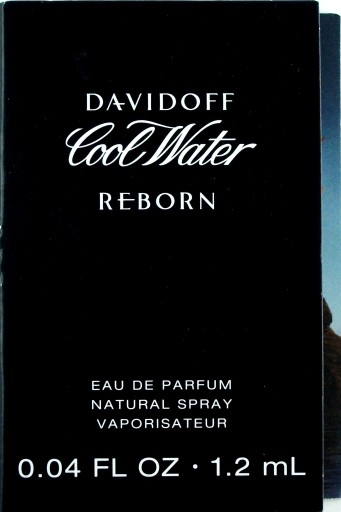 DAVIDOFF
Cool Water
REBORN
EAU DE PARFUM
NATURAL SPRAY
VAPORISATEUR
0.04 FL OZ · 1.2 mL